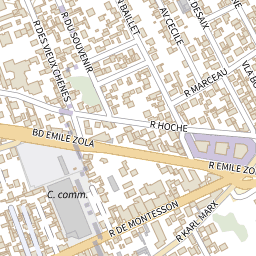 R DES VIEUX CHENES
R DU SOUVENIR
BAILLET
AV CECILE
DESAIX
R MARCEAU
R HOCHE
BD EMILE ZOLA
R EMILE ZO
C. comm.
R DE MONTESSON
R KARL MARX